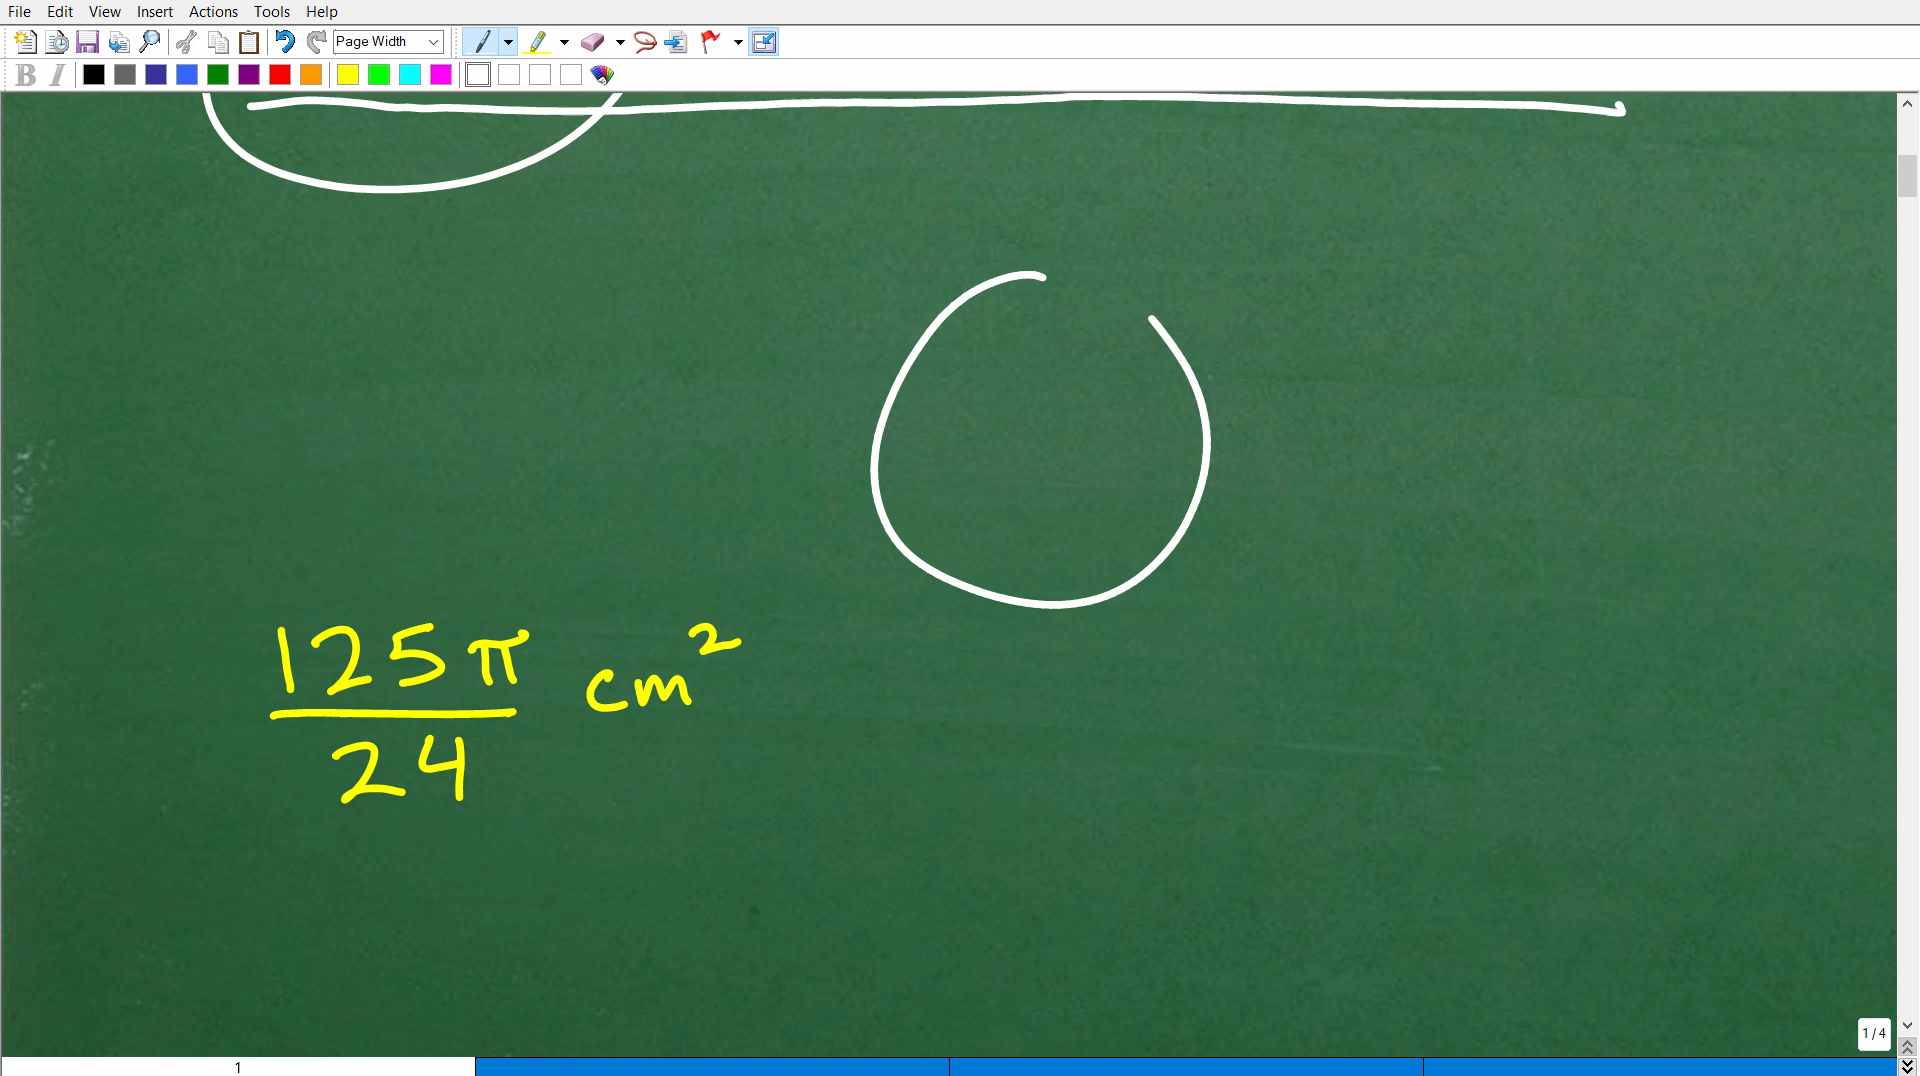 File Edit View Insert Actions Tools Help
Page Width
B I
125π
24
cm²
1 / 4
1